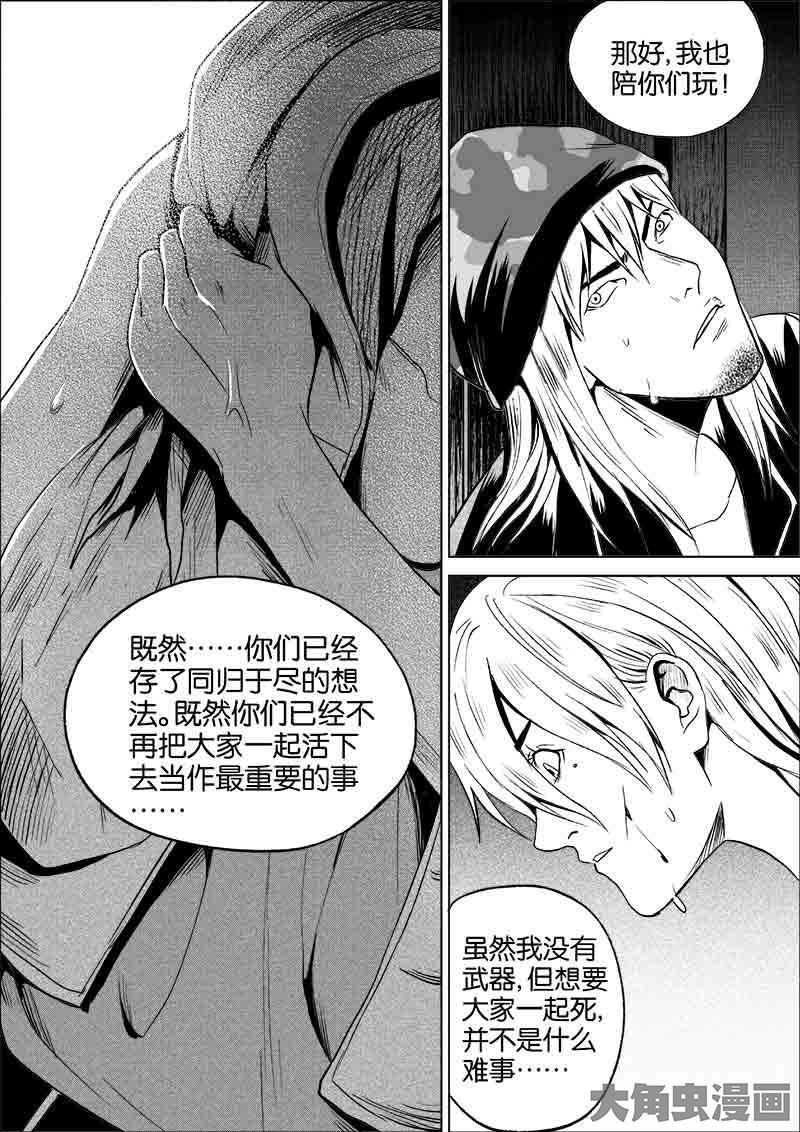 既然……你们已经
存了同归于尽的想
法。既然你们已经不
再把大家一起活下
去当作最重要的事
……
那好,我也
陪你们玩!
虽然我没有
武器,但想要
大家一起死,
并不是什么
难事……
大角虫漫画